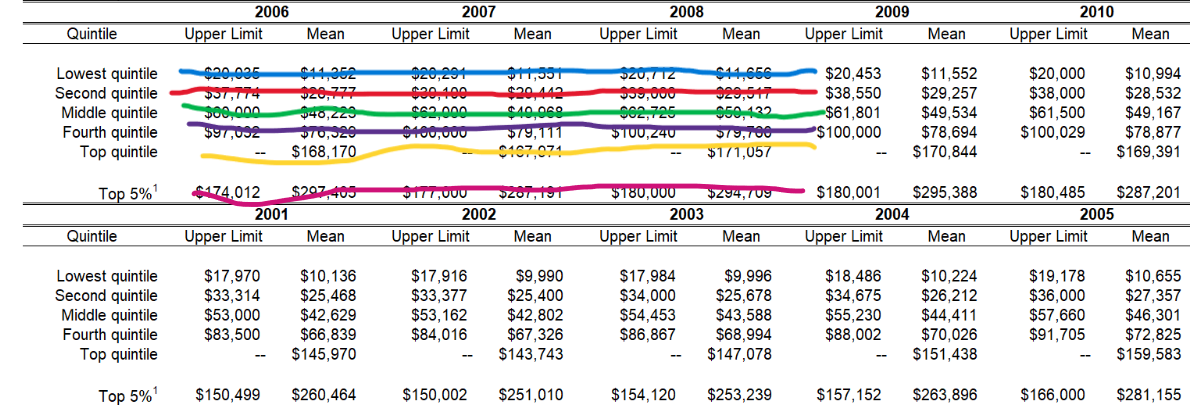 2006 2007 2008 2009 2010
Quintile Upper Limit Mean Upper Limit Mean Upper Limit Mean Upper Limit Mean Upper Limit Mean
Lowest quintile $20,035 $11,352 $20,291 $11,551 $20,712 $11,656 $20,453 $11,552 $20,000 $10,994
Second quintile $37,774 $28,777 $39,100 $29,442 $39,000 $29,517 $38,550 $29,257 $38,000 $28,532
Middle quintile $48,223 $62,000 $62,725 $50,132 $61,801 $49,534 $61,500 $49,167
Fourth quintile $97,032 $79,111 $100,240 $100,000 $78,694 $100,029 $78,877
Top quintile -- $168,170 -- $167,971 -- $171,057 -- $170,844 -- $169,391
Top 5%¹ $174,012 $297,405 $177,000 $287,191 $180,000 $294,709 $180,001 $295,388 $180,485 $287,201
2001 2002 2003 2004 2005
Quintile Upper Limit Mean Upper Limit Mean Upper Limit Mean Upper Limit Mean Upper Limit Mean
Lowest quintile $17,970 $10,136 $17,916 $9,990 $17,984 $9,996 $18,486 $10,224 $19,178 $10,655
Second quintile $33,314 $25,468 $33,377 $25,400 $34,000 $25,678 $34,675 $26,212 $36,000 $27,357
Middle quintile $53,000 $42,629 $53,162 $42,802 $54,453 $43,588 $55,230 $44,411 $57,660 $46,301
Fourth quintile $83,500 $66,839 $84,016 $67,326 $86,867 $68,994 $88,002 $70,026 $91,705 $72,825
Top quintile -- $145,970 -- $143,743 -- $147,078 -- $151,438 -- $159,583
Top 5%¹ $150,499 $260,464 $150,002 $251,010 $154,120 $253,239 $157,152 $263,896 $166,000 $281,155